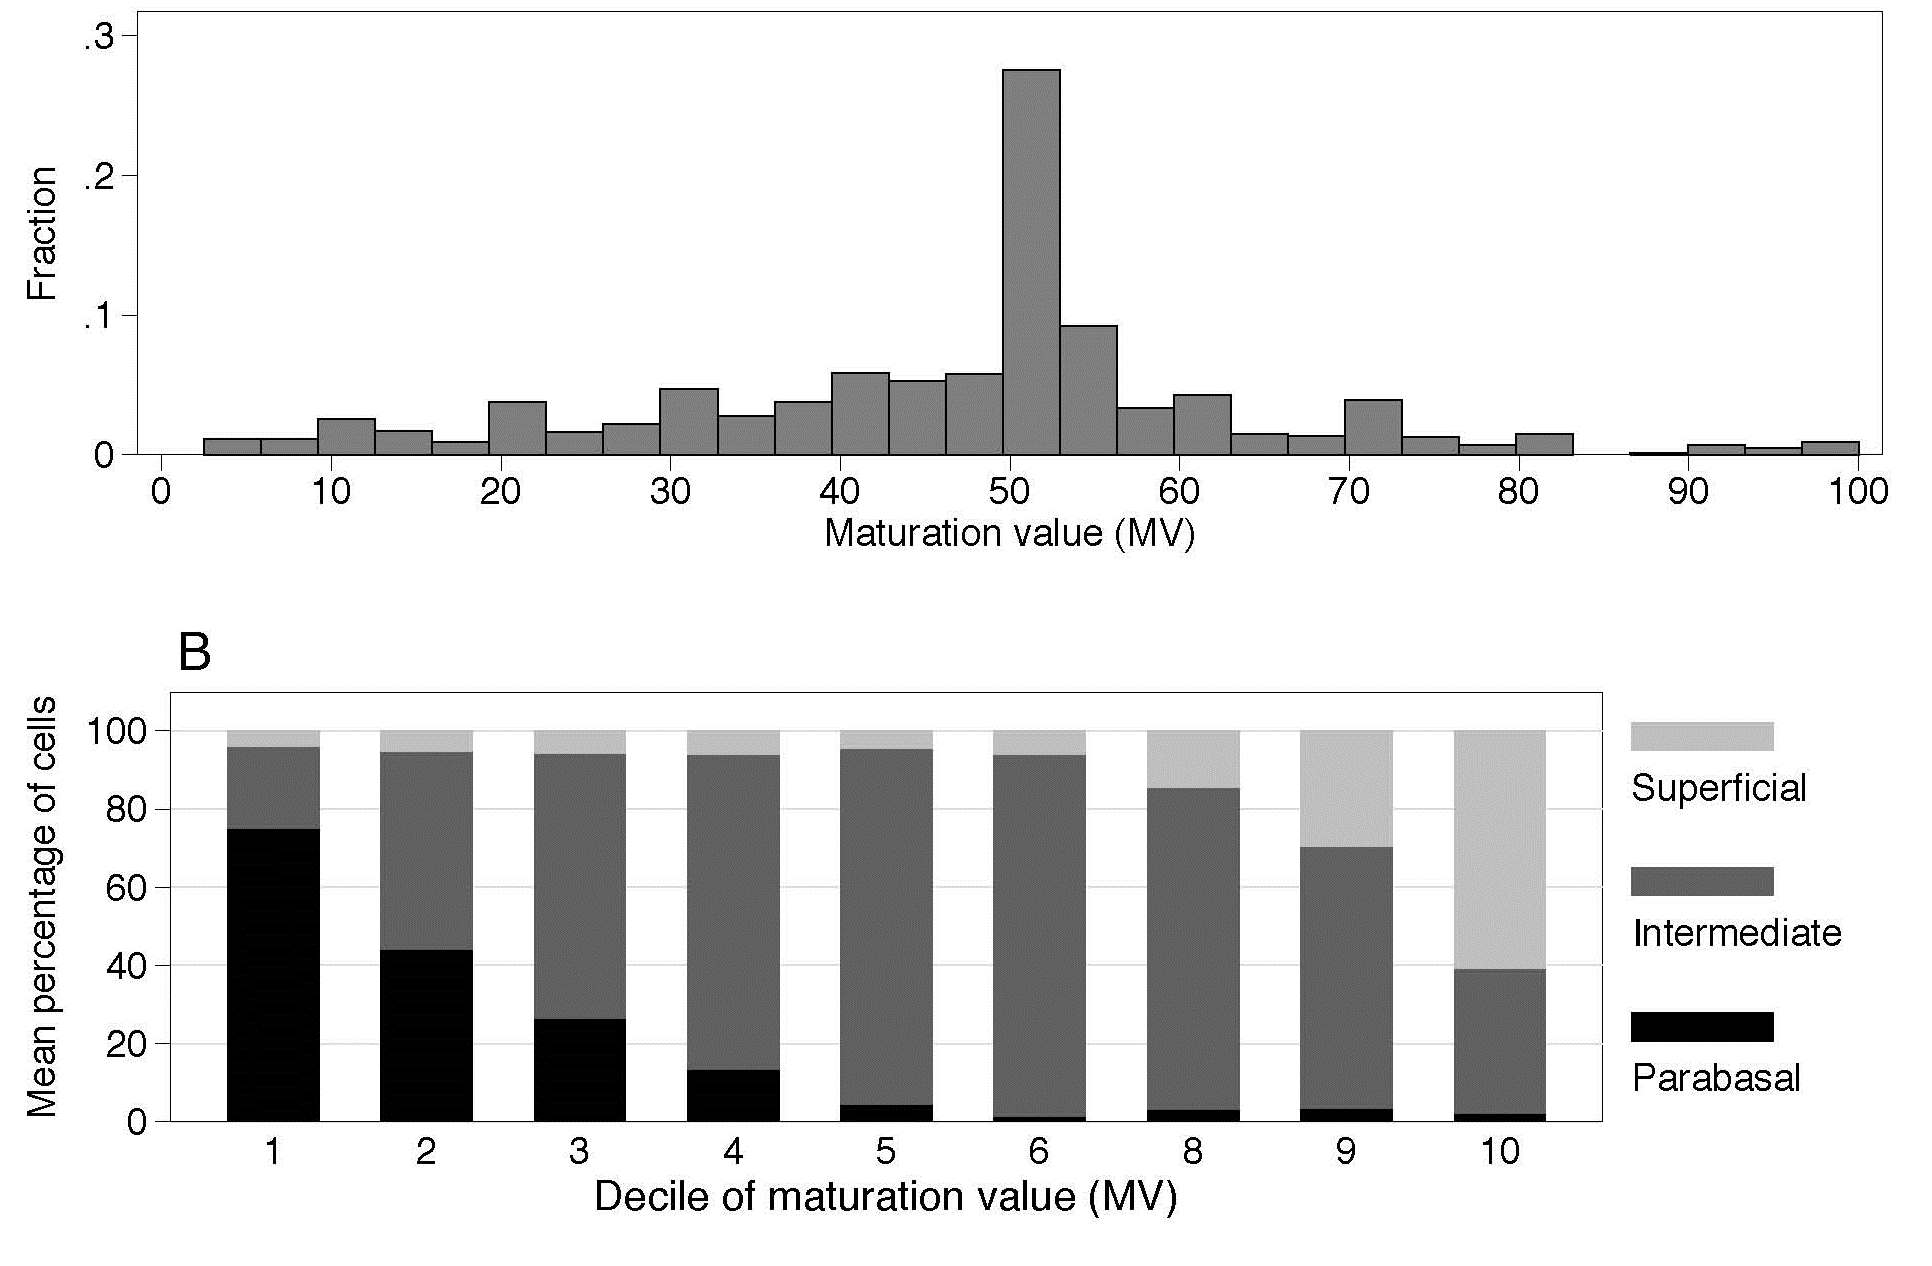 .3
.2
.1
0
Fraction
0 10 20 30 40 50 60 70 80 90 100
Maturation value (MV)
B
100
80
60
40
20
0
Mean percentage of cells
1 2 3 4 5 6 8 9 10
Decile of maturation value (MV)
Superficial
Intermediate
Parabasal